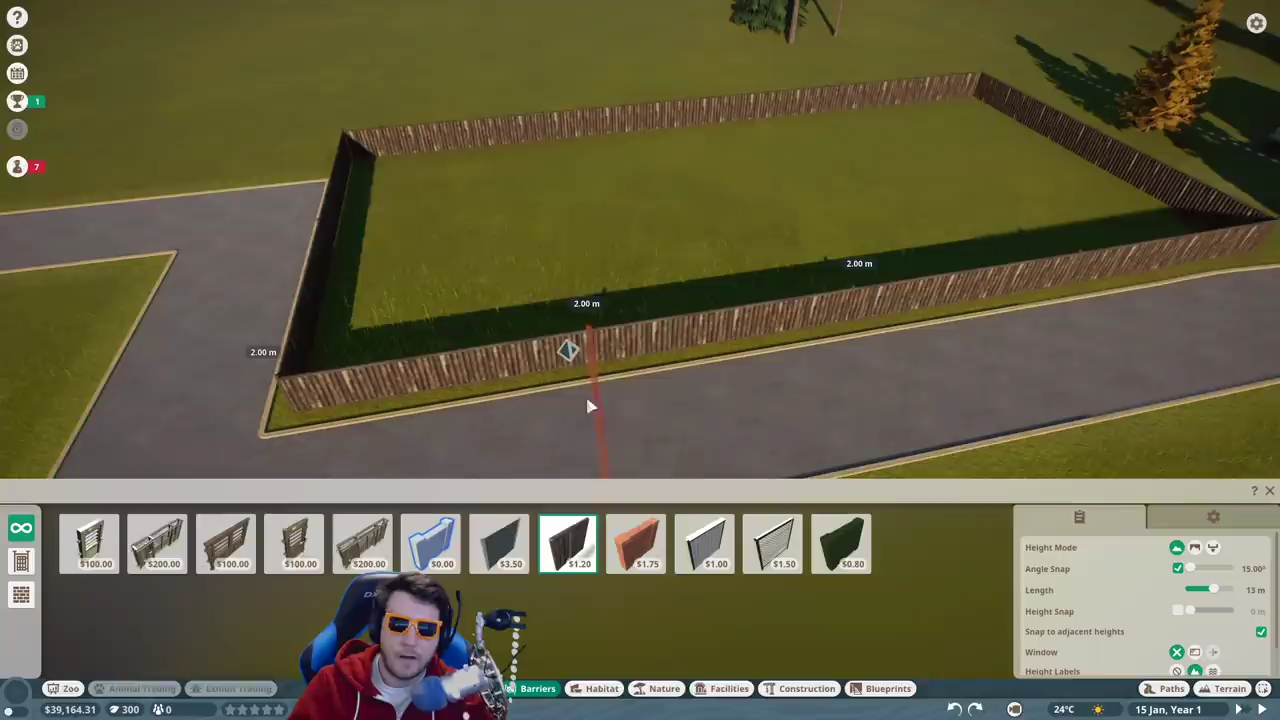 ?
1
7
2.00 m
2.00 m
2.00 m
?
$100.00
$200.00
$100.00
$100.00
$200.00
$0.00
$3.50
$1.20
$1.75
$1.00
$1.50
$0.80
Height Mode
Angle Snap 15.00°
Length 13 m
Height Snap 0 m
Snap to adjacent heights
Window
Height Labels
Zoo
Animal Trading
Exhibit Trading
Barriers
Habitat
Nature
Facilities
Construction
Blueprints
Paths
Terrain
$39,164.31
300
0
24°C
15 Jan, Year 1